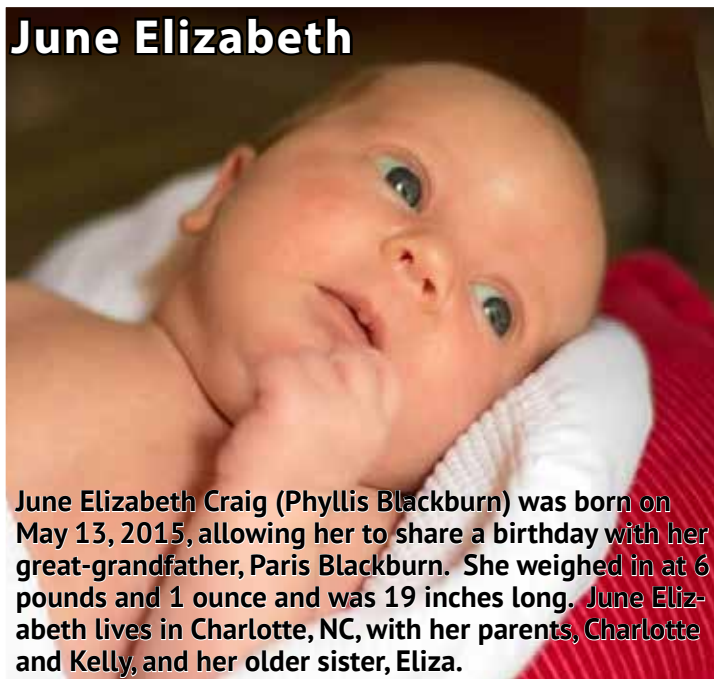 June Elizabeth
June Elizabeth Craig (Phyllis Blackburn) was born on
May 13, 2015, allowing her to share a birthday with her
great-grandfather, Paris Blackburn.  She weighed in at 6
pounds and 1 ounce and was 19 inches long.  June Eliz-
abeth lives in Charlotte, NC, with her parents, Charlotte
and Kelly, and her older sister, Eliza.